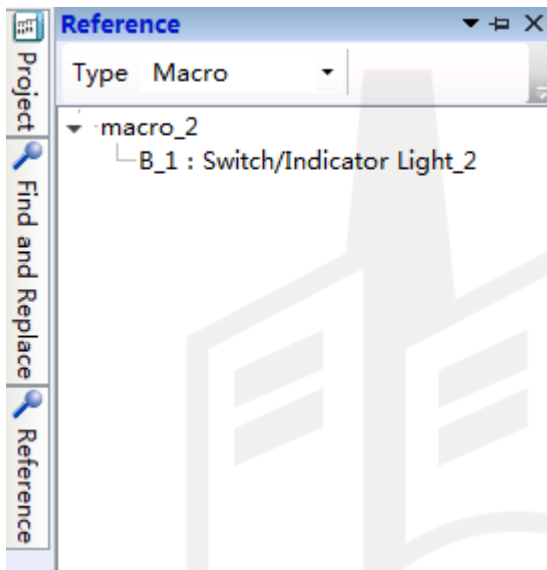 Project
Find and Replace
Reference
Reference
Type Macro
macro_2
B_1 : Switch/Indicator Light_2